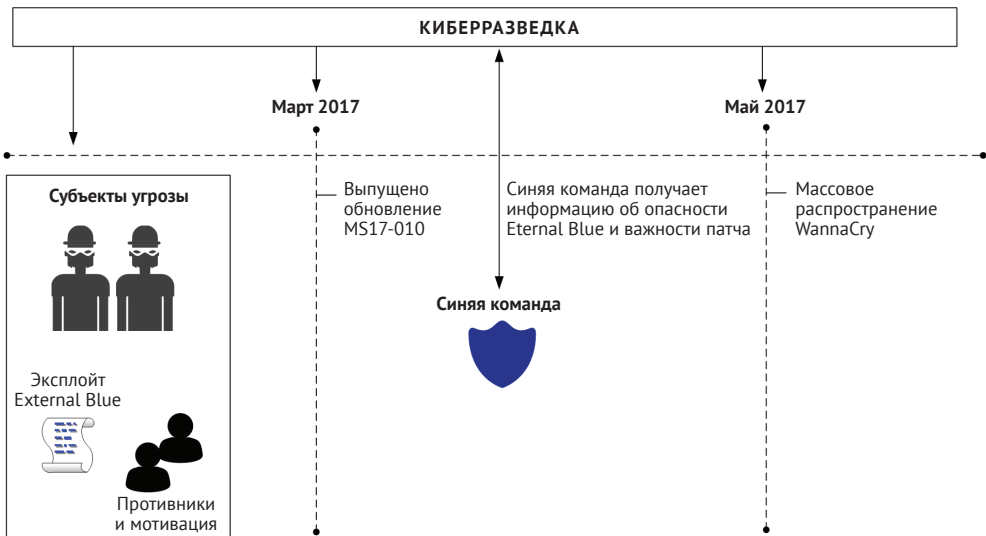 КИБЕРРАЗВЕДКА
Март 2017
Май 2017
Субъекты угрозы
Выпущено
обновление
MS17-010
Синяя команда получает
информацию об опасности
Eternal Blue и важности патча
Массовое
распространение
WannaCry
Синяя команда
Эксплойт
External Blue
Противники
и мотивация